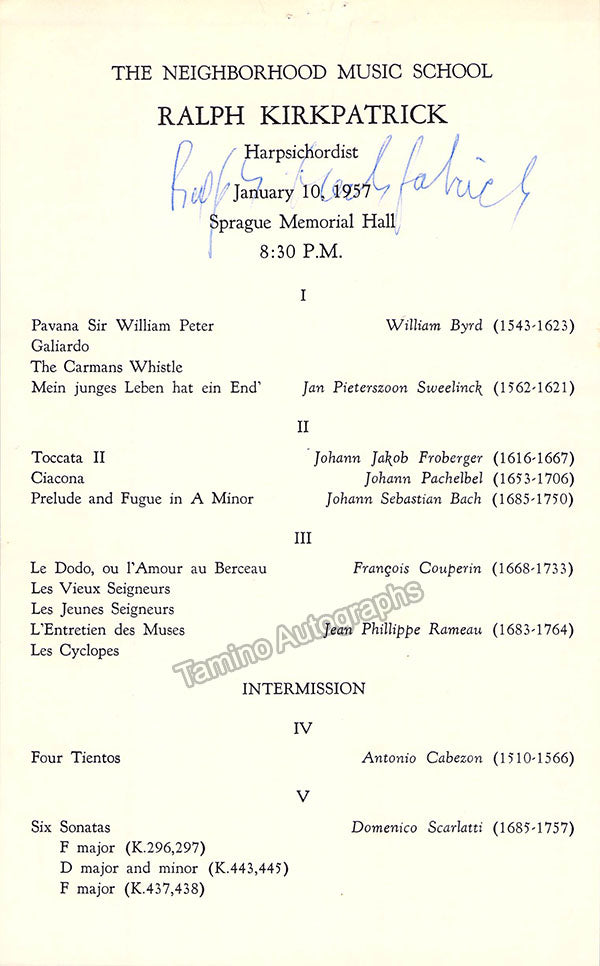 THE NEIGHBORHOOD MUSIC SCHOOL
RALPH KIRKPATRICK
Harpsichordist
Ralph Kirkpatrick
January 10, 1957
Sprague Memorial Hall
8:30 P.M.
I
Pavana Sir William Peter William Byrd (1543-1623)
Galiardo
The Carmans Whistle
Mein junges Leben hat ein End' Jan Pieterszoon Sweelinck (1562-1621)
II
Toccata II Johann Jakob Froberger (1616-1667)
Ciacona Johann Pachelbel (1653-1706)
Prelude and Fugue in A Minor Johann Sebastian Bach (1685-1750)
III
Le Dodo, ou l'Amour au Berceau François Couperin (1668-1733)
Les Vieux Seigneurs
Les Jeunes Seigneurs
L'Entretien des Muses Jean Phillippe Rameau (1683-1764)
Les Cyclopes
Tamino Autographs
INTERMISSION
IV
Four Tientos Antonio Cabezon (1510-1566)
V
Six Sonatas Domenico Scarlatti (1685-1757)
F major (K.296,297)
D major and minor (K.443,445)
F major (K.437,438)